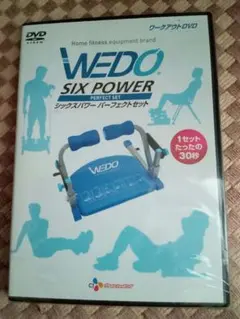 DVD
ワークアウトDVD
Home fitness equipment brand
WEDO
SIX POWER
PERFECT SET
シックスパワー パーフェクトセット
1セット
たったの
30秒
WEDO